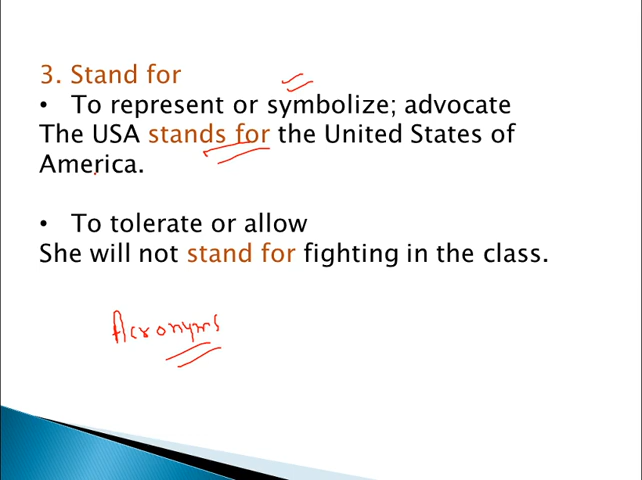 3. Stand for
• To represent or symbolize; advocate
The USA stands for the United States of
America.
• To tolerate or allow
She will not stand for fighting in the class.
Acronyms